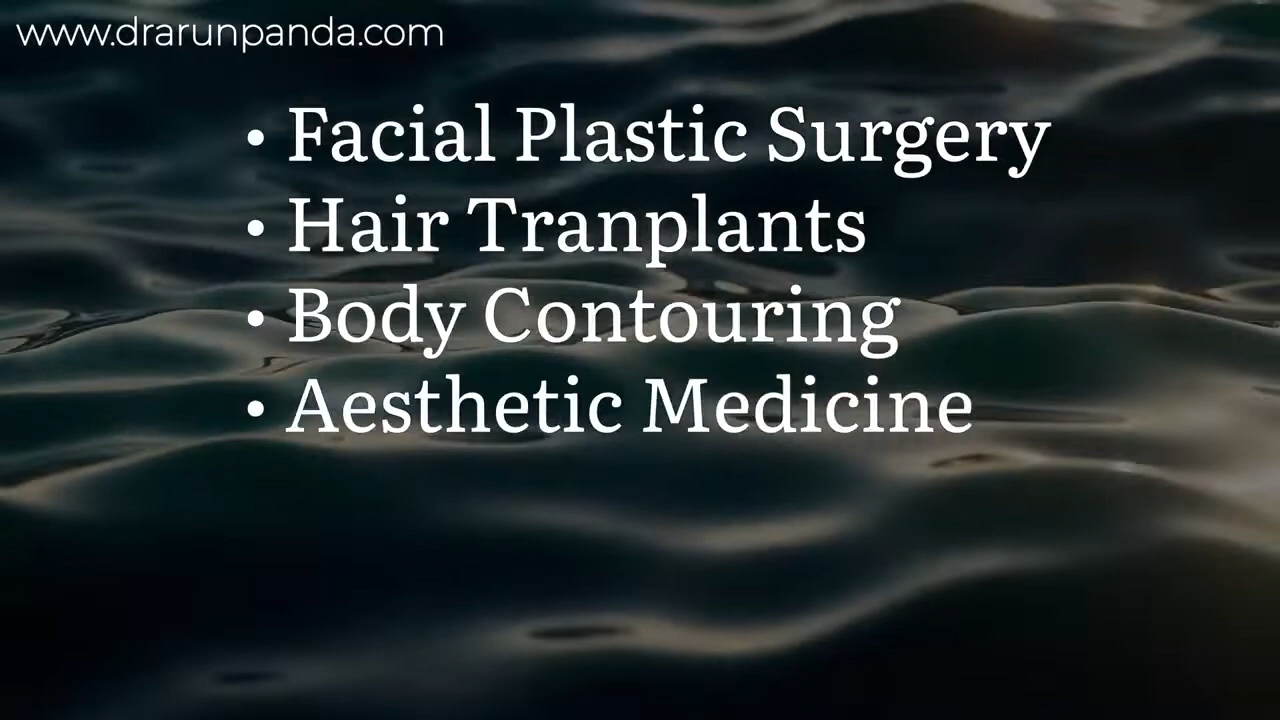 www.drarunpanda.com
• Facial Plastic Surgery
• Hair Tranplants
• Body Contouring
• Aesthetic Medicine